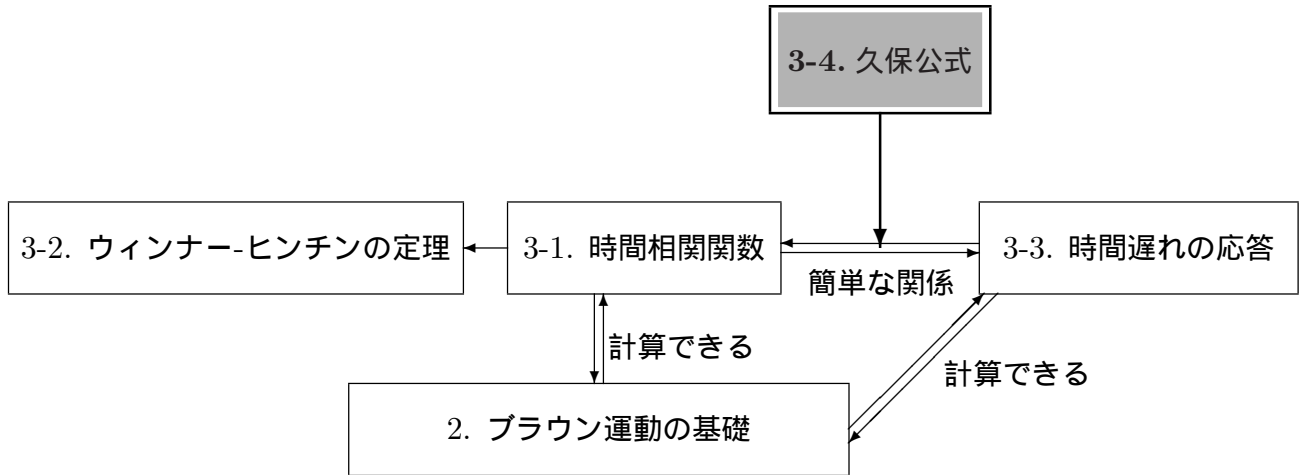 3-4. 久保公式
3-2. ウィンナー-ヒンチンの定理
3-1. 時間相関関数
3-3. 時間遅れの応答
簡単な関係
計算できる
計算できる
2. ブラウン運動の基礎